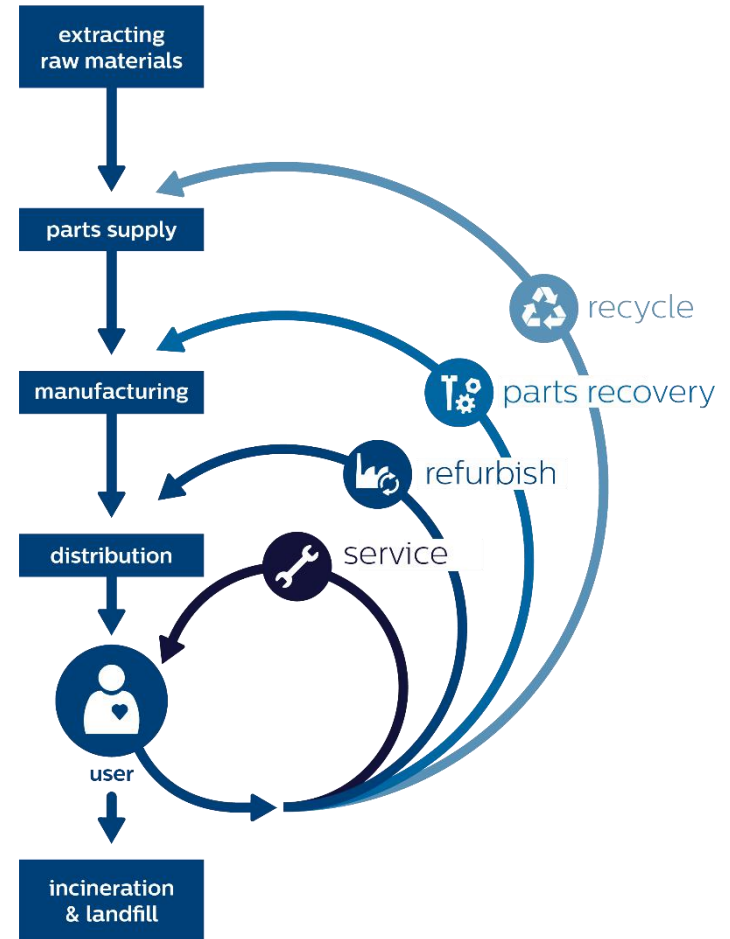 extracting
raw materials
parts supply
recycle
manufacturing
parts recovery
refurbish
distribution
service
user
incineration
& landfill